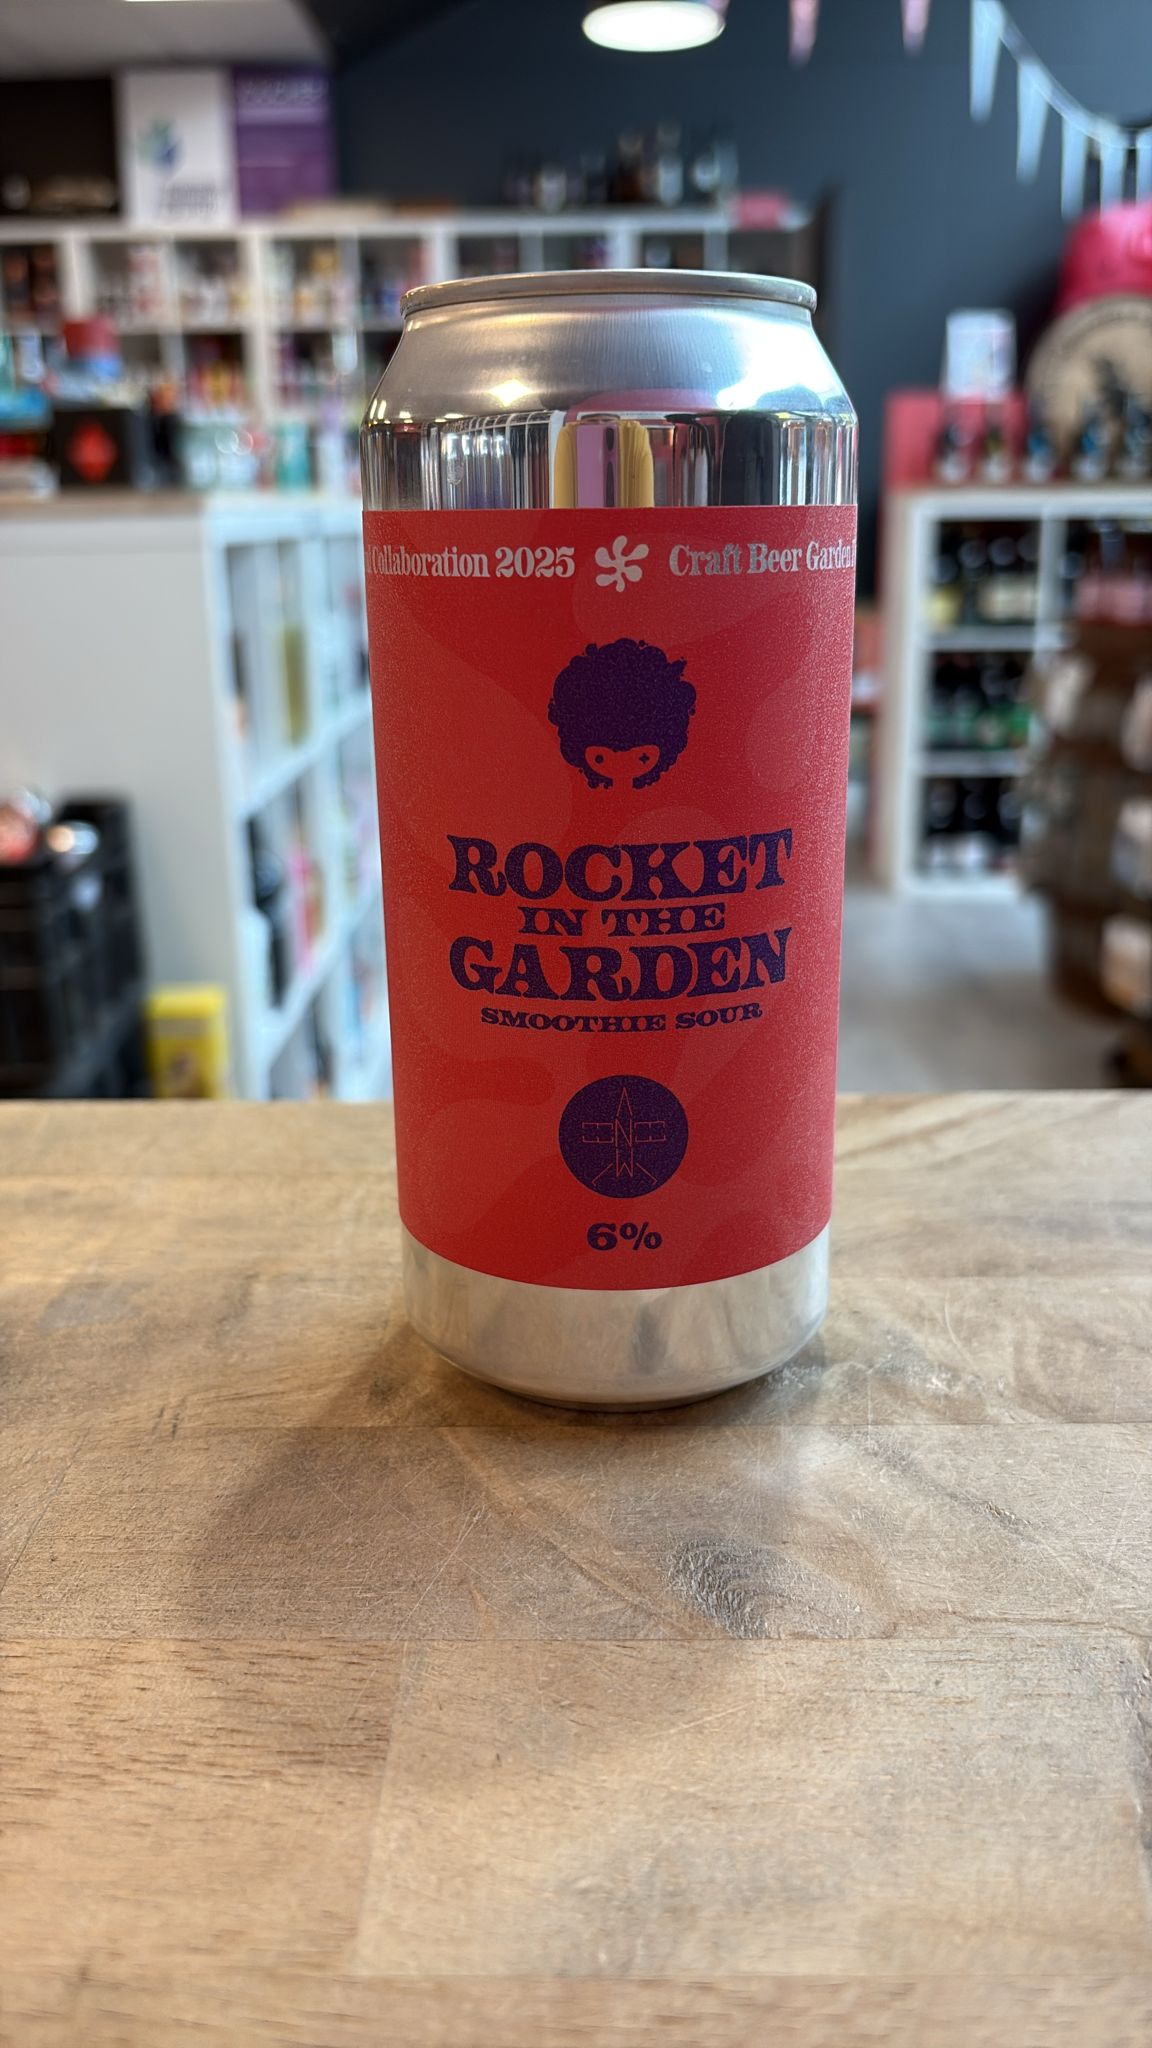 Collaboration 2025 Craft Beer Garden
ROCKET
IN THE
GARDEN
SMOOTHIE SOUR
N
W
6%